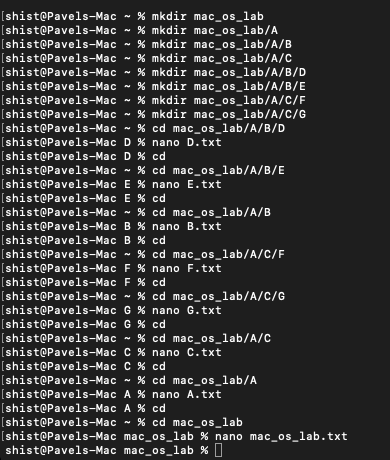 [shist@Pavels-Mac ~ % mkdir mac_os_lab
[shist@Pavels-Mac ~ % mkdir mac_os_lab/A
[shist@Pavels-Mac ~ % mkdir mac_os_lab/A/B
[shist@Pavels-Mac ~ % mkdir mac_os_lab/A/C
[shist@Pavels-Mac ~ % mkdir mac_os_lab/A/B/D
[shist@Pavels-Mac ~ % mkdir mac_os_lab/A/B/E
[shist@Pavels-Mac ~ % mkdir mac_os_lab/A/C/F
[shist@Pavels-Mac ~ % mkdir mac_os_lab/A/C/G
[shist@Pavels-Mac ~ % cd mac_os_lab/A/B/D
[shist@Pavels-Mac D % nano D.txt
[shist@Pavels-Mac D % cd
[shist@Pavels-Mac ~ % cd mac_os_lab/A/B/E
[shist@Pavels-Mac E % nano E.txt
[shist@Pavels-Mac E % cd
[shist@Pavels-Mac ~ % cd mac_os_lab/A/B
[shist@Pavels-Mac B % nano B.txt
[shist@Pavels-Mac B % cd
[shist@Pavels-Mac ~ % cd mac_os_lab/A/C/F
[shist@Pavels-Mac F % nano F.txt
[shist@Pavels-Mac F % cd
[shist@Pavels-Mac ~ % cd mac_os_lab/A/C/G
[shist@Pavels-Mac G % nano G.txt
[shist@Pavels-Mac G % cd
[shist@Pavels-Mac ~ % cd mac_os_lab/A/C
[shist@Pavels-Mac C % nano C.txt
[shist@Pavels-Mac C % cd
[shist@Pavels-Mac ~ % cd mac_os_lab/A
[shist@Pavels-Mac A % nano A.txt
[shist@Pavels-Mac A % cd
[shist@Pavels-Mac ~ % cd mac_os_lab
[shist@Pavels-Mac mac_os_lab % nano mac_os_lab.txt
shist@Pavels-Mac mac_os_lab %